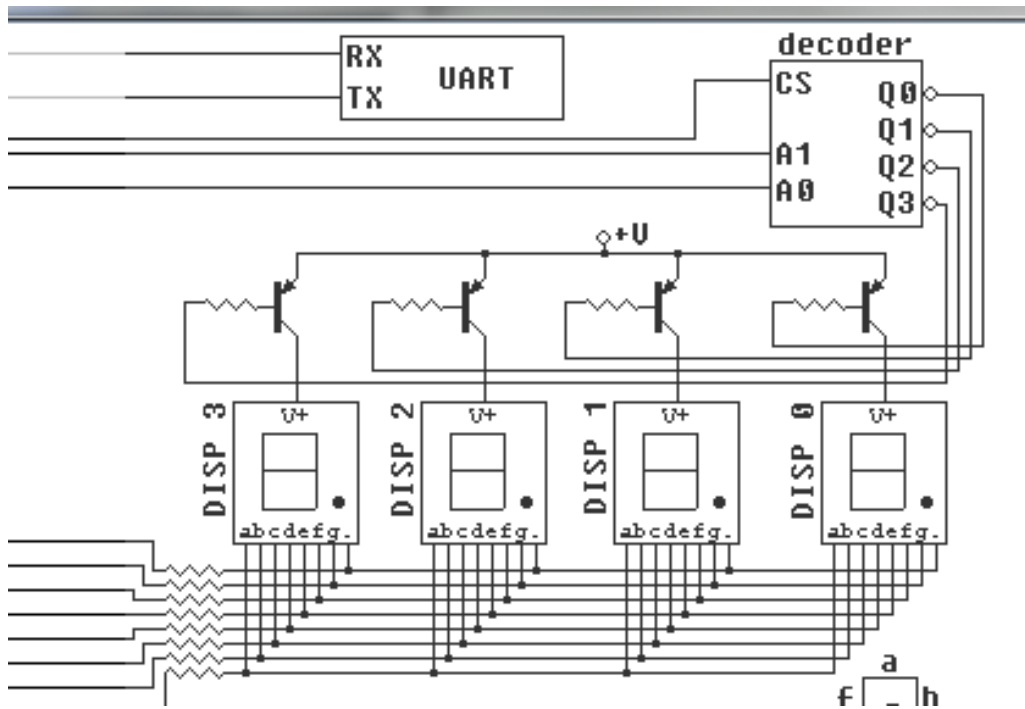 decoder
RX
UART
TX
CS
Q0
Q1
A1
Q2
A0
Q3
+V
DISP 3
V+
abcdefg.
DISP 2
V+
abcdefg.
DISP 1
V+
abcdefg.
DISP 0
V+
abcdefg.
a
f
b